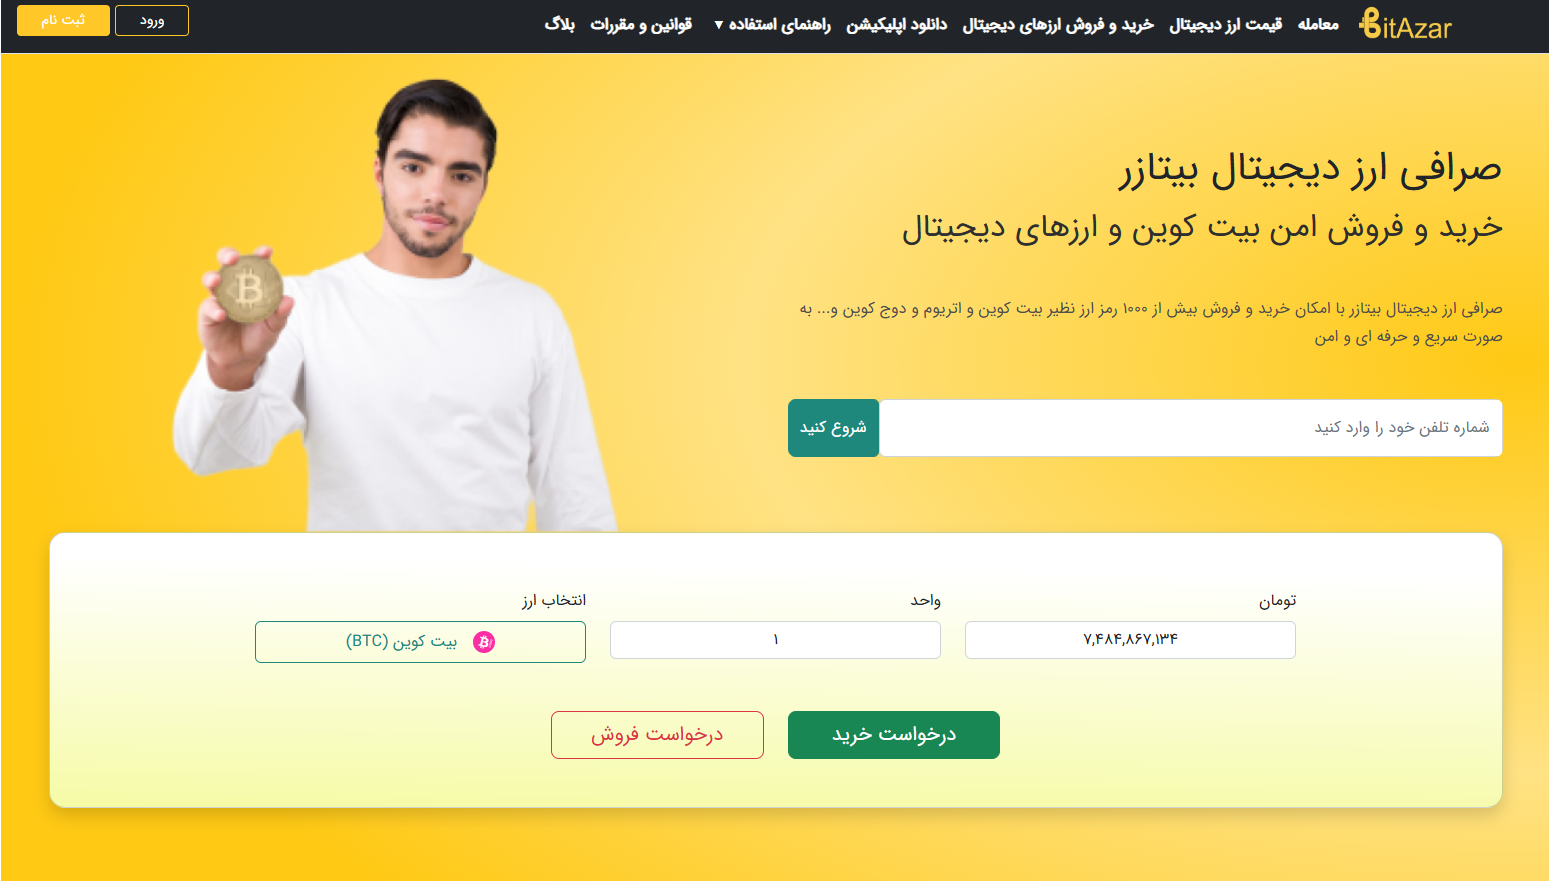 BitAzar
معامله
قیمت ارز دیجیتال
خرید و فروش ارزهای دیجیتال
دانلود اپلیکیشن
راهنمای استفاده ▼
قوانین و مقررات
بلاگ
ورود
ثبت نام
صرافی ارز دیجیتال بیتازر
خرید و فروش امن بیت کوین و ارزهای دیجیتال
صرافی ارز دیجیتال بیتازر با امکان خرید و فروش بیش از ۱۰۰۰ رمز ارز نظیر بیت کوین و اتریوم و دوج کوین و... به
صورت سریع و حرفه ای و امن
شماره تلفن خود را وارد کنید
شروع کنید
تومان
واحد
انتخاب ارز
۷,۴۸۴,۸۶۷,۱۳۴
۱
بیت کوین (BTC)
درخواست خرید
درخواست فروش